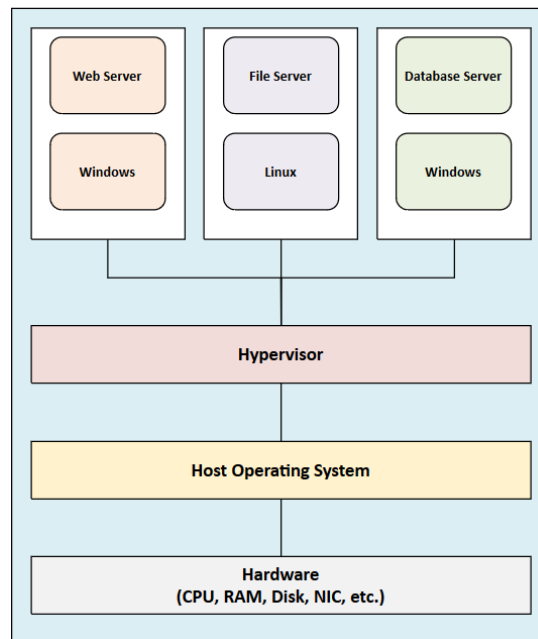 Web Server
File Server
Database Server
Windows
Linux
Windows
Hypervisor
Host Operating System
Hardware
(CPU, RAM, Disk, NIC, etc.)